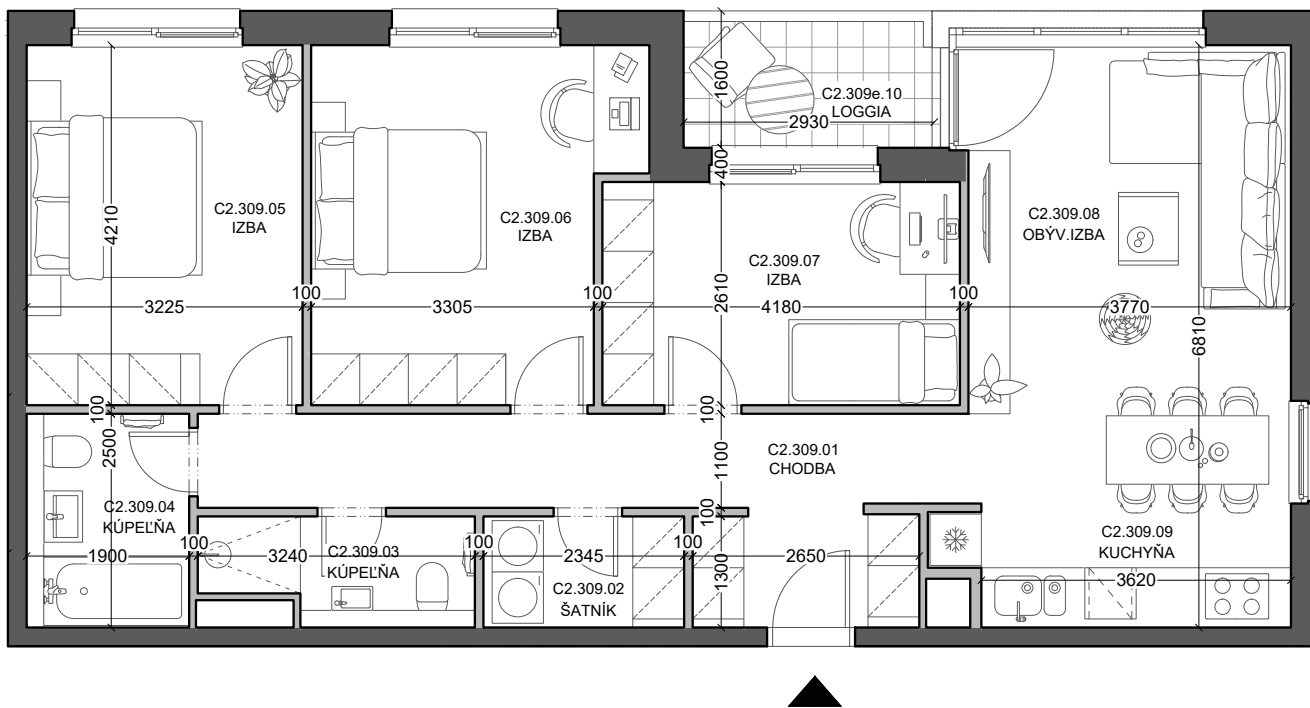 C2.309e.10
LOGGIA
2930
1600
400
C2.309.05
IZBA
4210
3225
100
C2.309.06
IZBA
3305
100
C2.309.07
IZBA
2610
4180
100
C2.309.08
OBÝV.IZBA
3770
6810
100
2500
100
1100
100
C2.309.01
CHODBA
C2.309.04
KÚPEĽŇA
1900
100
C2.309.03
KÚPEĽŇA
3240
100
C2.309.02
ŠATNÍK
2345
100
1300
2650
C2.309.09
KUCHYŇA
3620